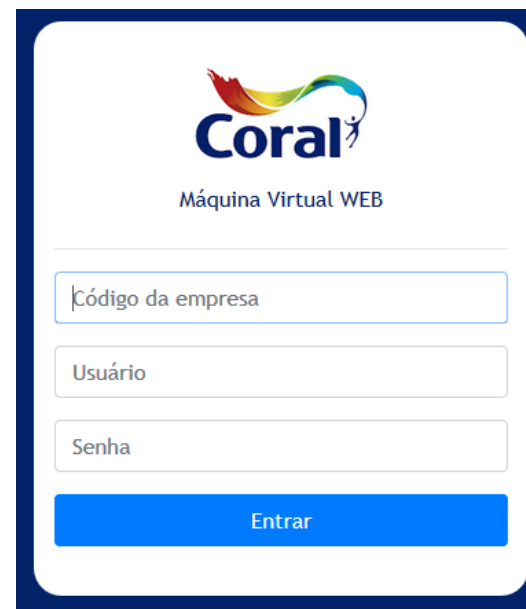 Coral
Máquina Virtual WEB
Código da empresa
Usuário
Senha
Entrar